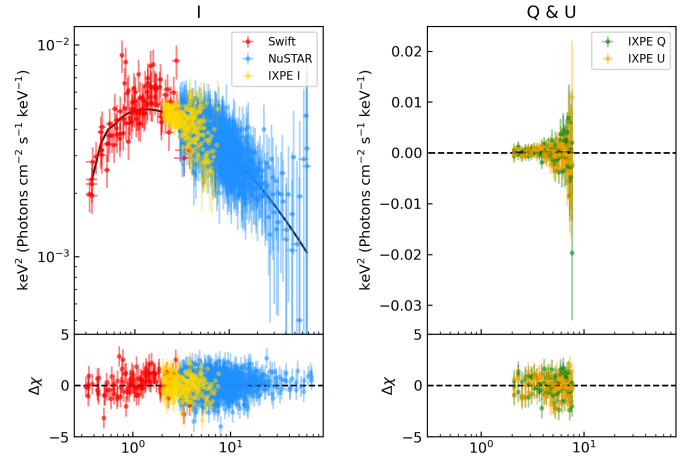 I
Q & U
Swift
NuSTAR
IXPE I
IXPE Q
IXPE U
keV² (Photons cm⁻² s⁻¹ keV⁻¹)
10⁻²
10⁻³
keV² (Photons cm⁻² s⁻¹ keV⁻¹)
0.02
0.01
0.00
−0.01
−0.02
−0.03
Δχ
5
0
−5
Δχ
5
0
−5
10⁰
10¹
10⁰
10¹